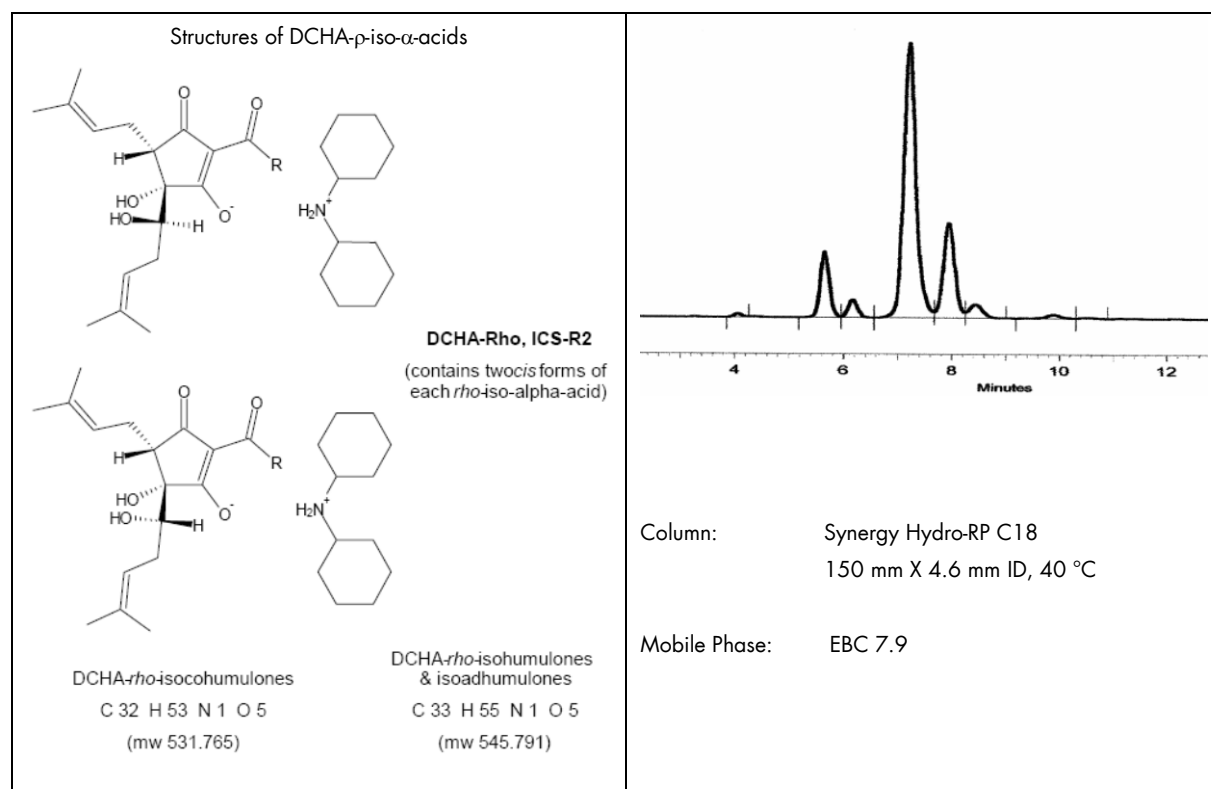 Structures of DCHA-ρ-iso-α-acids
O
O
H
R
HO
HO
H
O-
H2N+
DCHA-Rho, ICS-R2
(contains two cis forms of
each rho-iso-alpha-acid)
O
O
H
R
HO
HO
H
O-
H2N+
DCHA-rho-isocohumulones
C 32 H 53 N 1 O 5
(mw 531.765)
DCHA-rho-isohumulones
& isoadhumulones
C 33 H 55 N 1 O 5
(mw 545.791)
4 6 8 10 12
Minutes
Column: Synergy Hydro-RP C18
150 mm X 4.6 mm ID, 40 °C
Mobile Phase: EBC 7.9